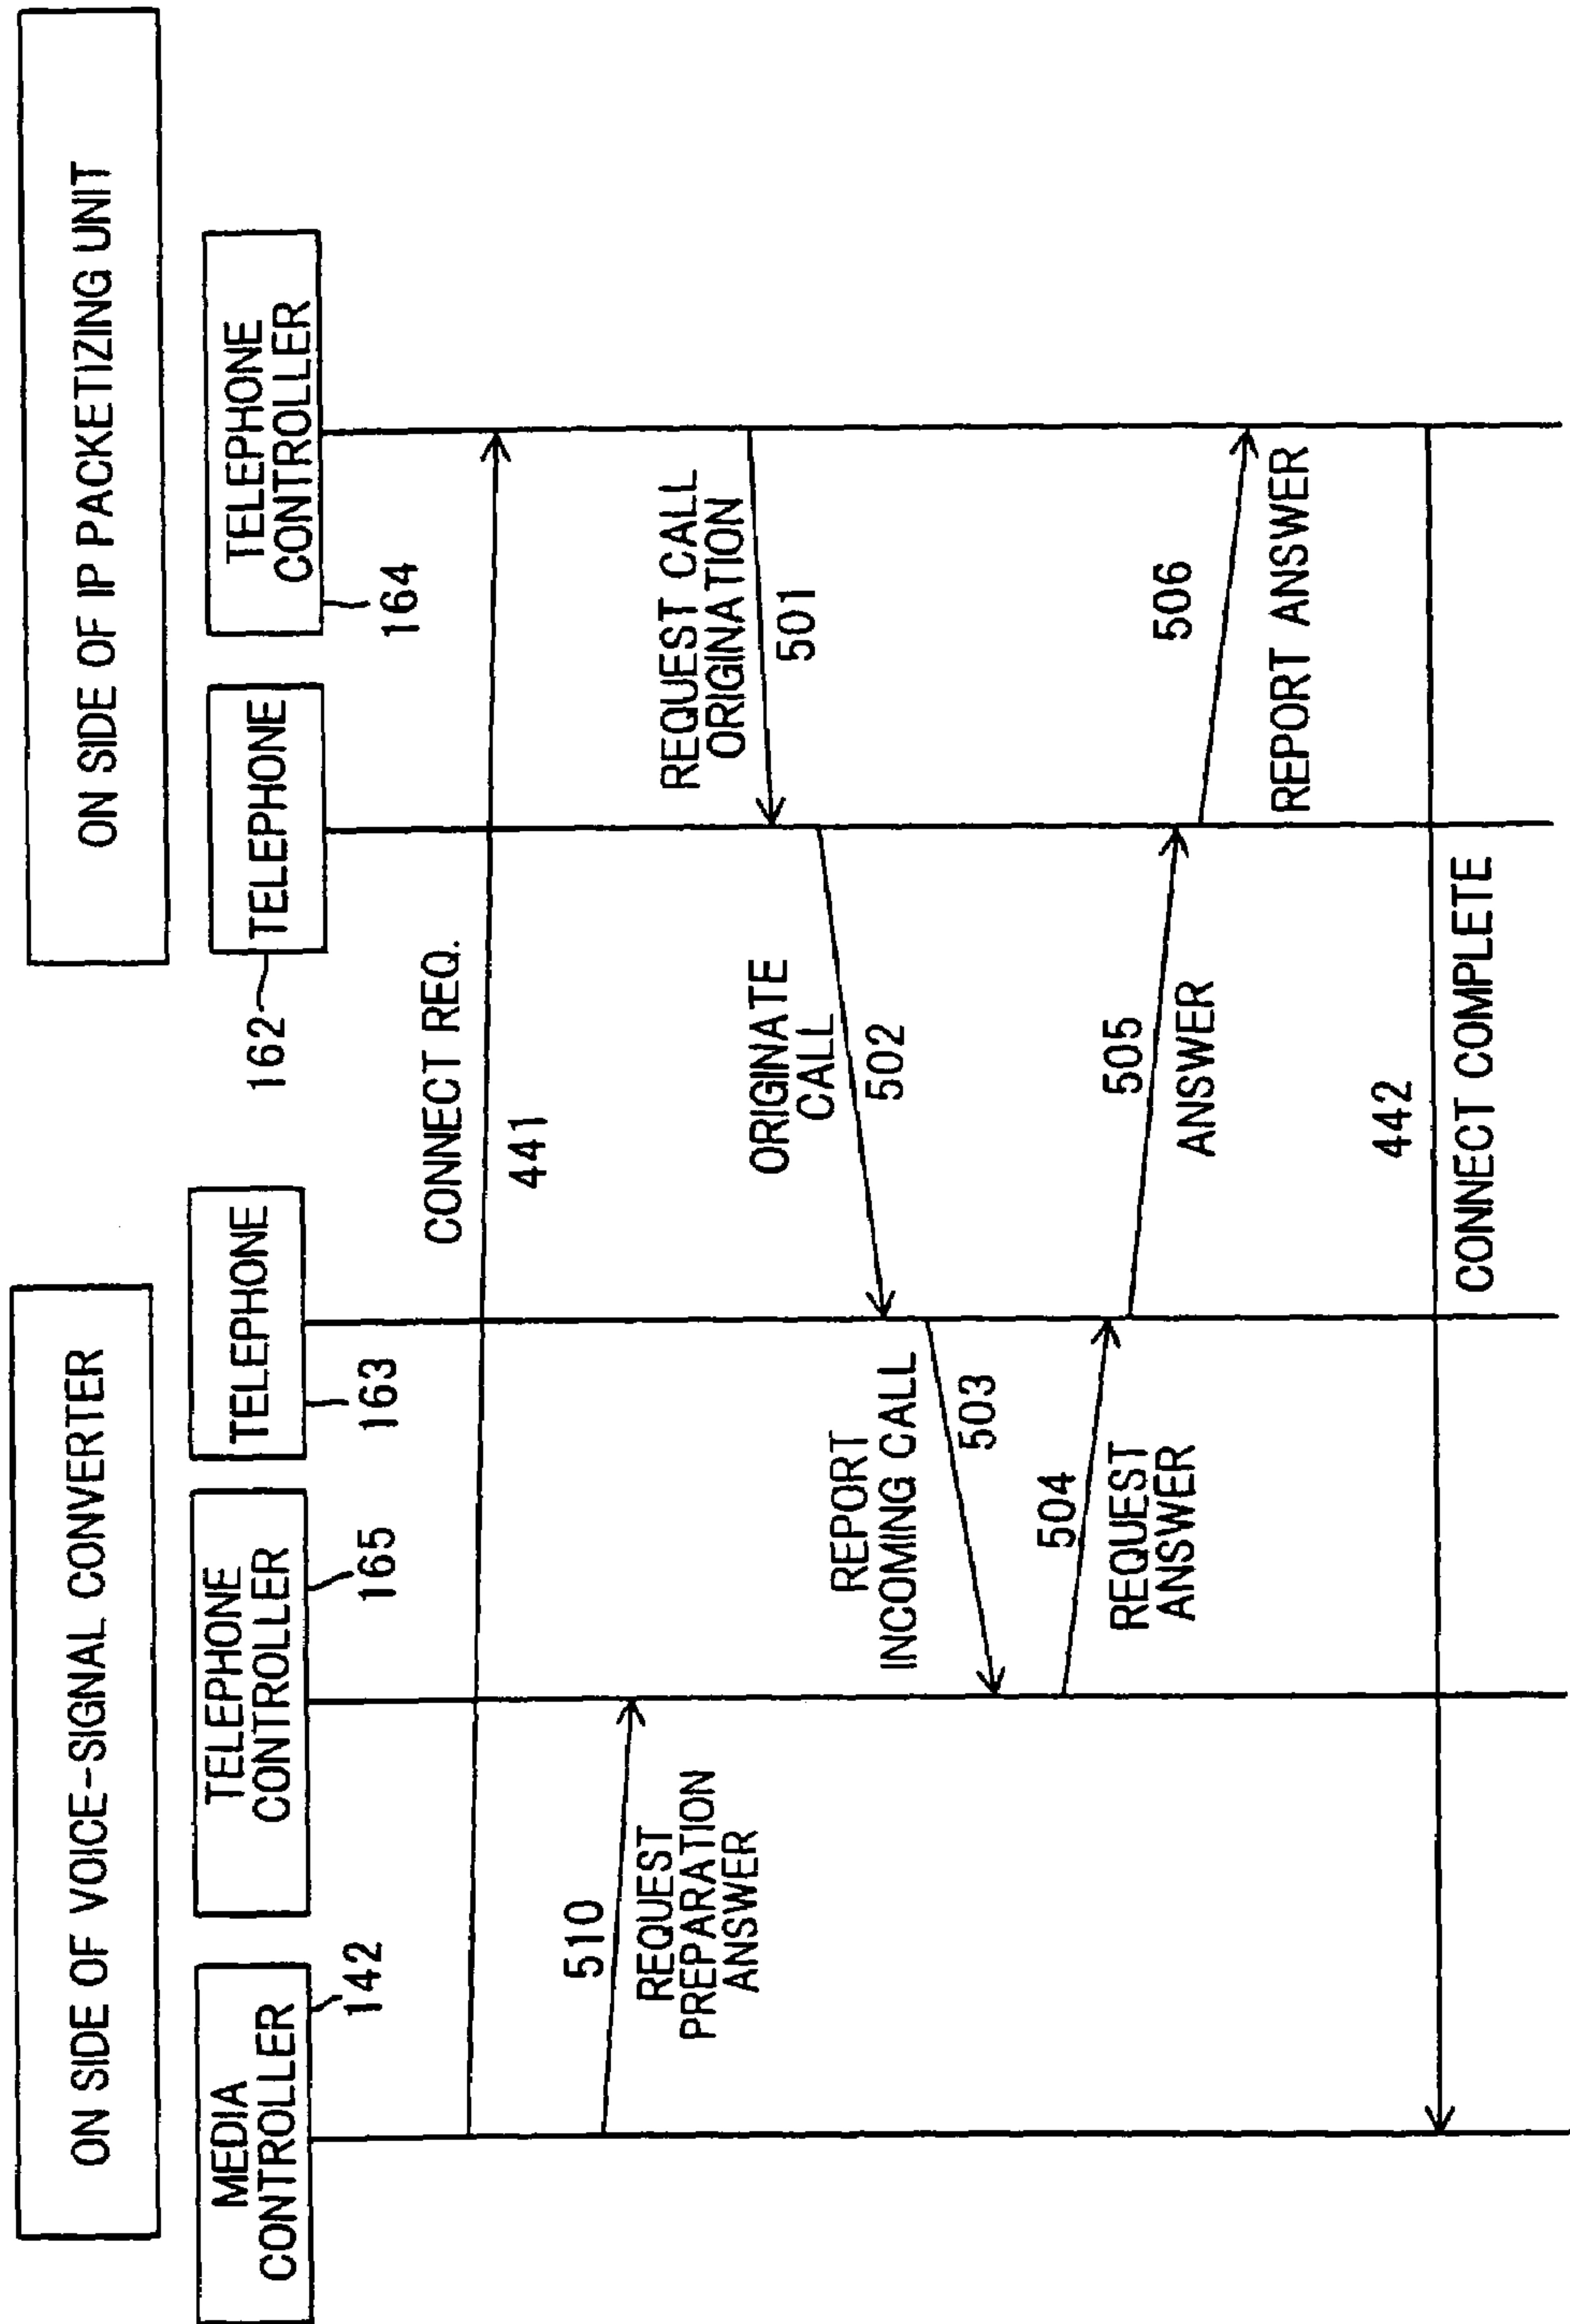 ON SIDE OF VOICE-SIGNAL CONVERTER
ON SIDE OF IP PACKETIZING UNIT
MEDIA
CONTROLLER
142
TELEPHONE
CONTROLLER
165
TELEPHONE
163
TELEPHONE
162
TELEPHONE
CONTROLLER
164
CONNECT REQ.
441
510
REQUEST
PREPARATION
ANSWER
REQUEST CALL
ORIGINATION
501
ORIGINATE
CALL
502
REPORT
INCOMING CALL
503
504
REQUEST
ANSWER
505
ANSWER
506
REPORT ANSWER
442
CONNECT COMPLETE